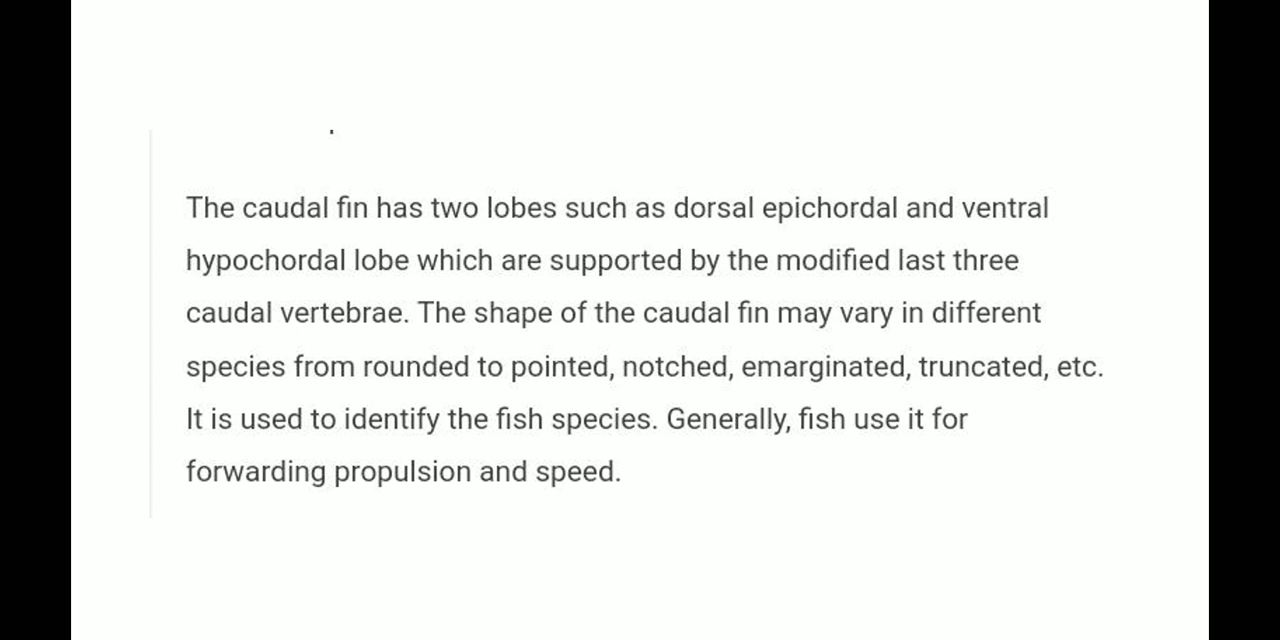 The caudal fin has two lobes such as dorsal epichordal and ventral
hypochordal lobe which are supported by the modified last three
caudal vertebrae. The shape of the caudal fin may vary in different
species from rounded to pointed, notched, emarginated, truncated, etc.
It is used to identify the fish species. Generally, fish use it for
forwarding propulsion and speed.